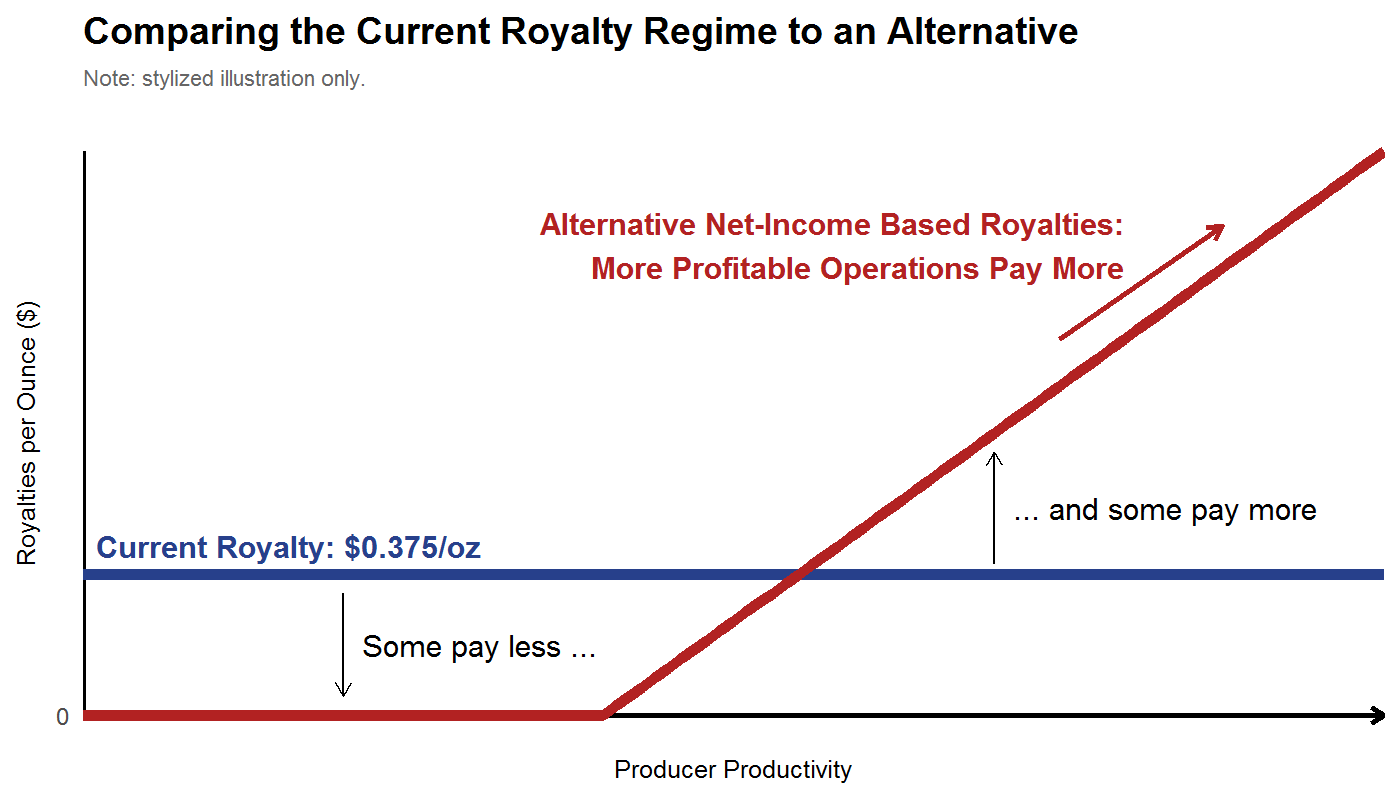 Comparing the Current Royalty Regime to an Alternative
Note: stylized illustration only.
Alternative Net-Income Based Royalties:
More Profitable Operations Pay More
Royalties per Ounce ($)
... and some pay more
Current Royalty: $0.375/oz
Some pay less ...
0
Producer Productivity